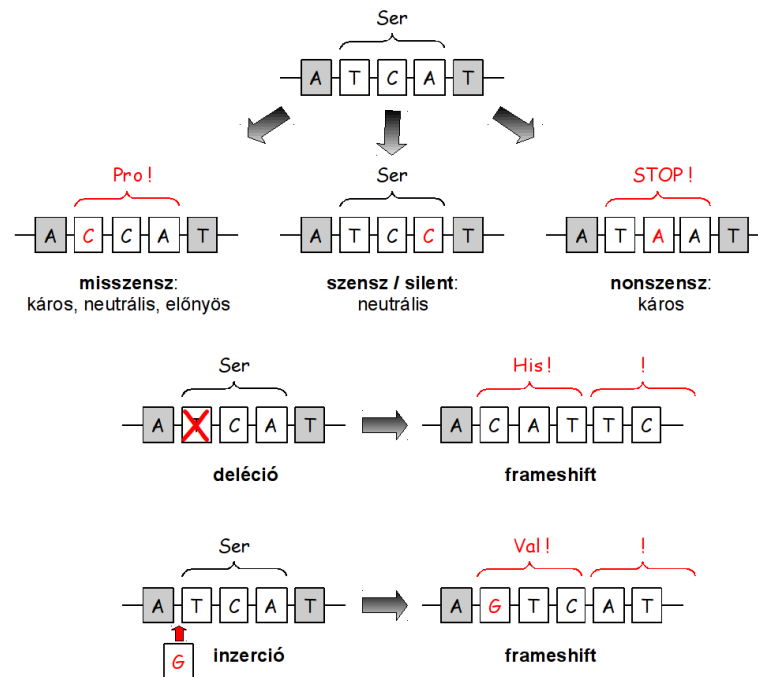 Ser
A T C A T
Pro! Ser STOP!
A C C A T A T C C T A T A A T
misszensz: szensz / silent: nonszensz:
káros, neutrális, előnyös neutrális káros
Ser His! !
A T C A T A C A T T C
deléció frameshift
Ser Val! !
A T C A T A G T C A T
G inzerció frameshift